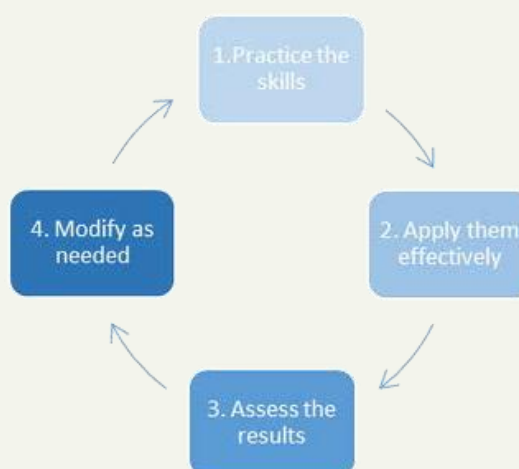 1.Practice the
skills
2. Apply them
effectively
3. Assess the
results
4. Modify as
needed